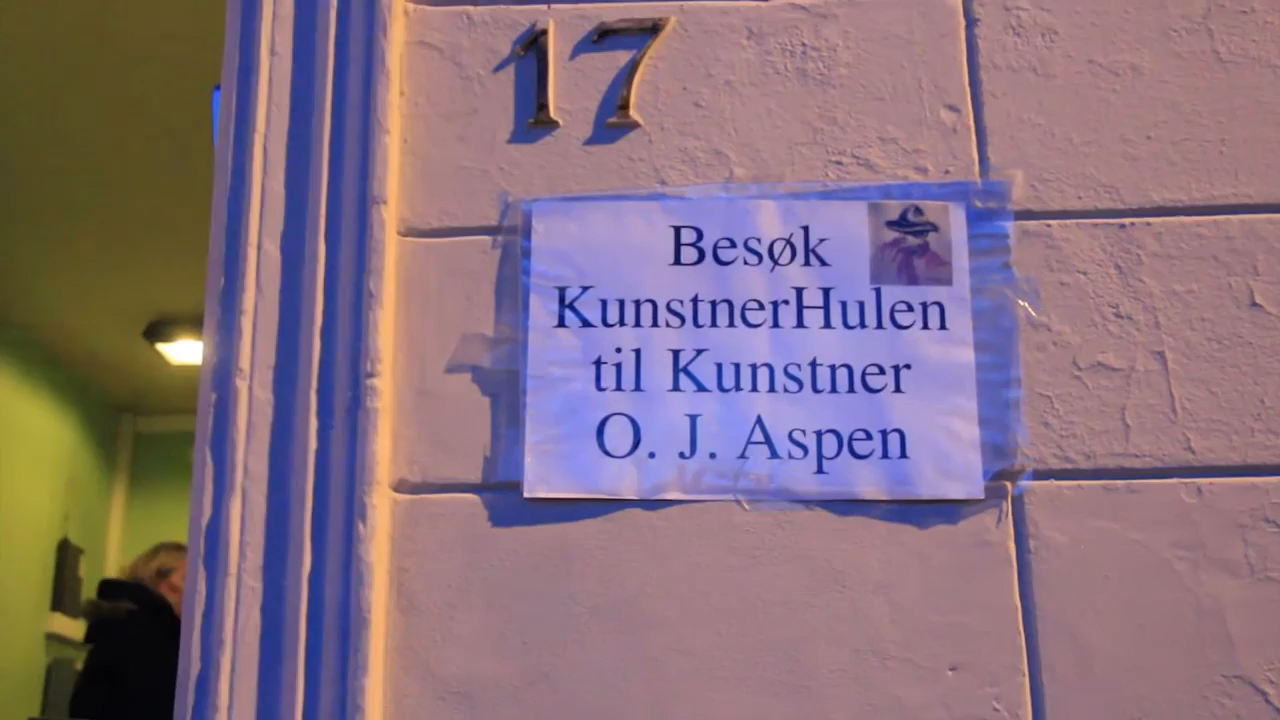 17
Besøk
KunstnerHulen
til Kunstner
O. J. Aspen